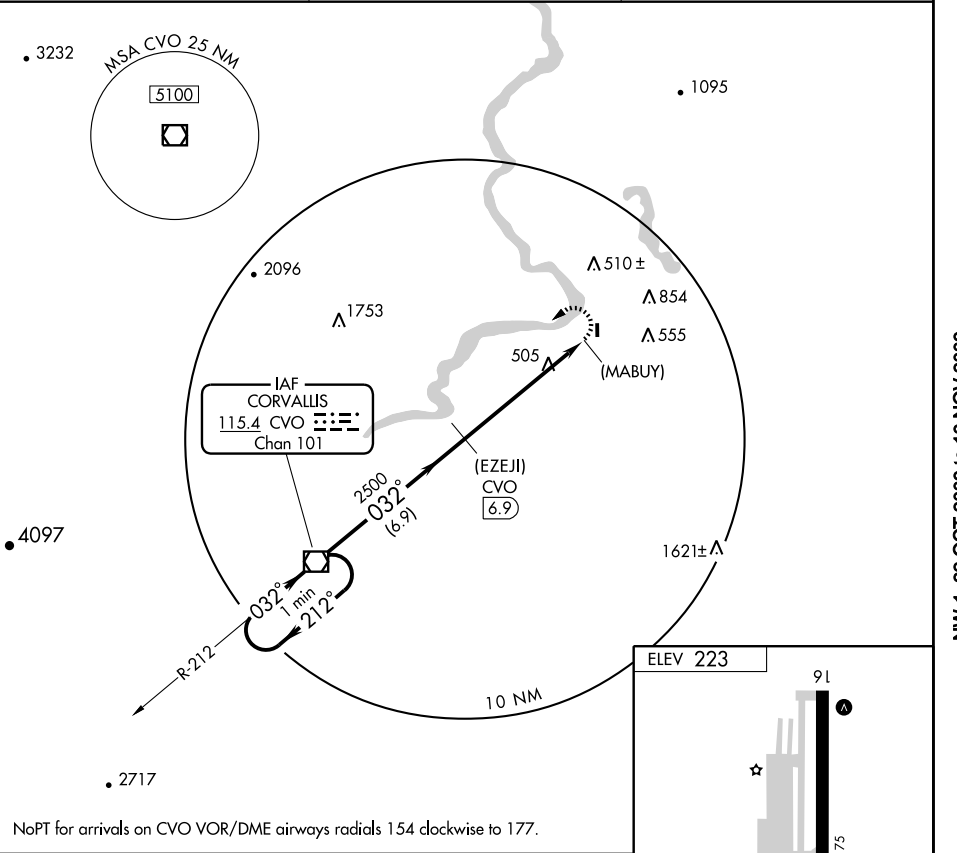 3232
MSA CVO 25 NM
5100
1095
2096
1753
510 ±
854
555
505
(MABUY)
IAF
CORVALLIS
115.4 CVO
Chan 101
(EZEJI)
CVO
6.9
2500
032°
(6.9)
4097
1621±
032°
1 min
212°
R-212
10 NM
2717
NoPT for arrivals on CVO VOR/DME airways radials 154 clockwise to 177.
ELEV 223
16
A
75